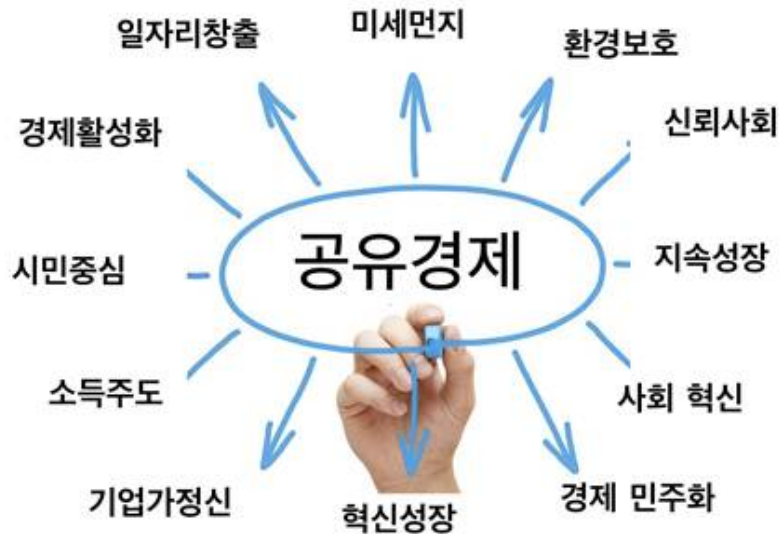 일자리창출
미세먼지
환경보호
경제활성화
신뢰사회
공유경제
시민중심
지속성장
소득주도
사회 혁신
기업가정신
혁신성장
경제 민주화